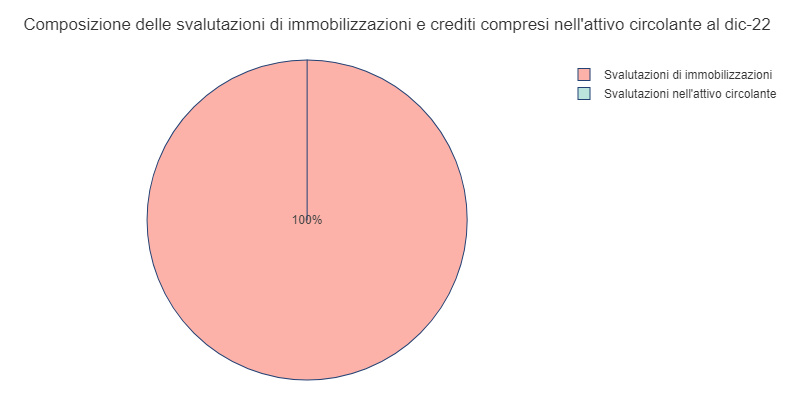 Composizione delle svalutazioni di immobilizzazioni e crediti compresi nell'attivo circolante al dic-22
Svalutazioni di immobilizzazioni
Svalutazioni nell'attivo circolante
100%